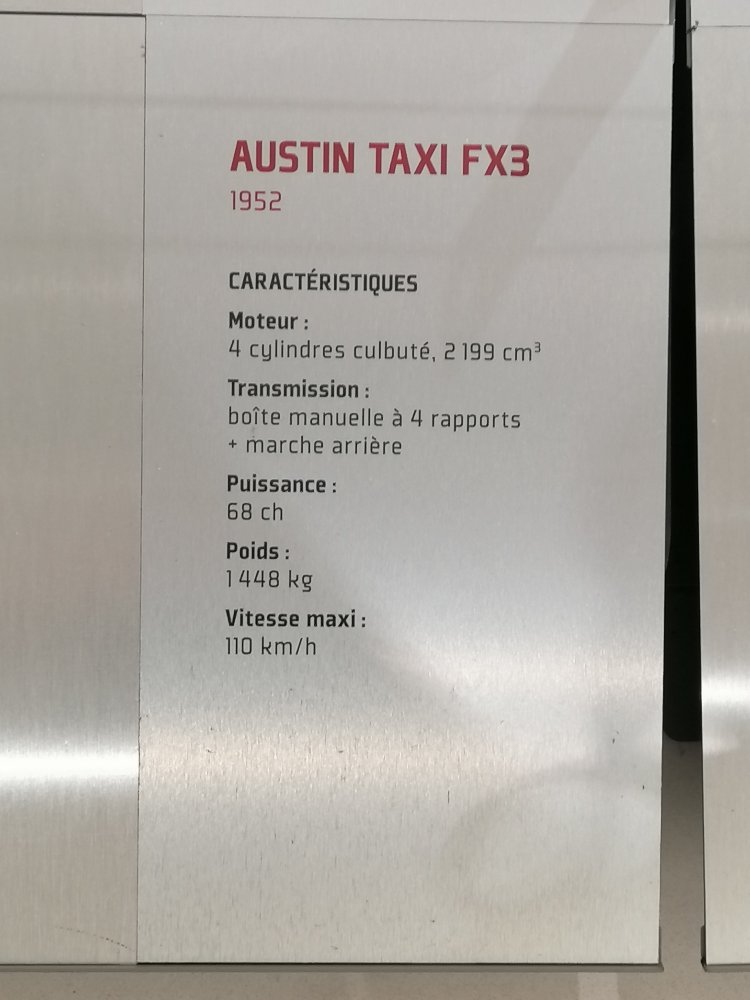 AUSTIN TAXI FX3
1952
CARACTÉRISTIQUES
Moteur :
4 cylindres culbuté, 2 199 cm³
Transmission :
boîte manuelle à 4 rapports
+ marche arrière
Puissance :
68 ch
Poids :
1 448 kg
Vitesse maxi :
110 km/h